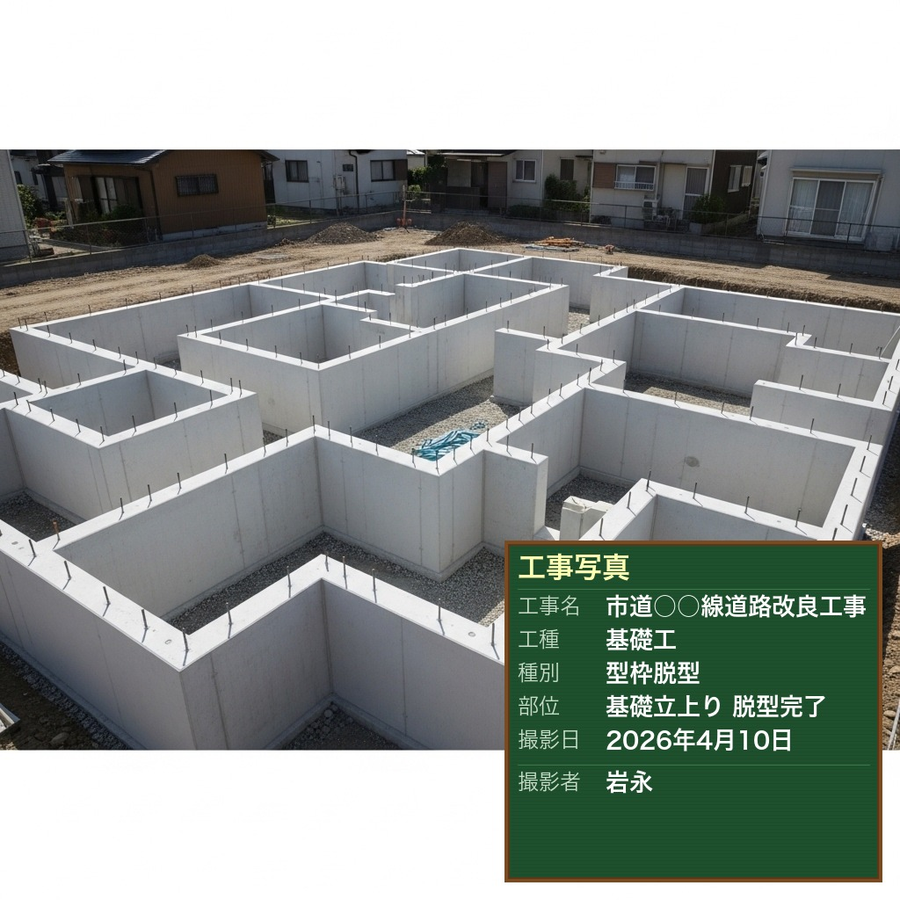 工事写真
工事名 市道○○線道路改良工事
工種 基礎工
種別 型枠脱型
部位 基礎立上り 脱型完了
撮影日 2026年4月10日
撮影者 岩永